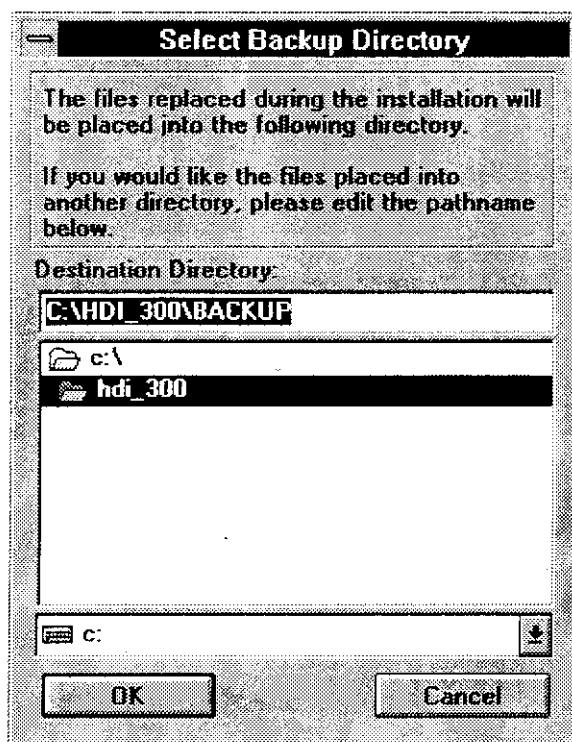 Select Backup Directory
The files replaced during the installation will
be placed into the following directory.
If you would like the files placed into
another directory, please edit the pathname
below.
Destination Directory:
C:\HDI_300\BACKUP
c:\
hdi_300
c:
OK
Cancel